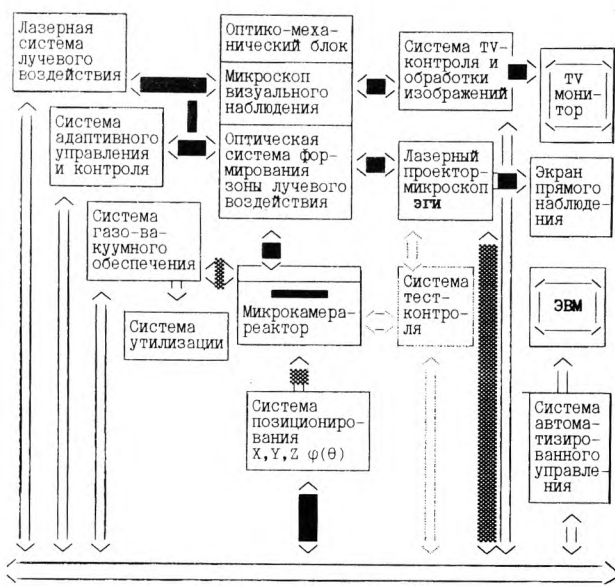 Лазерная
система
лучевого
воздействия
Оптико-меха-
нический блок
Микроскоп
визуального
наблюдения
Оптическая
система фор-
мирования
зоны лучевого
воздействия
Система TV-
контроля и
обработки
изображений
TV
мони-
тор
Система
адаптивного
управления
и контроля
Лазерный
проектор-
микроскоп
ЭГИ
Экран
прямого
наблюде-
ния
Система
газо-ва-
куумного
обеспечения
Система
утилизации
Микрокамера-
реактор
Система
тест-
контро-
ля
ЭВМ
Система
позициониро-
вания
X,Y,Z φ(θ)
Система
автома-
тизиро-
ванного
управле-
ния